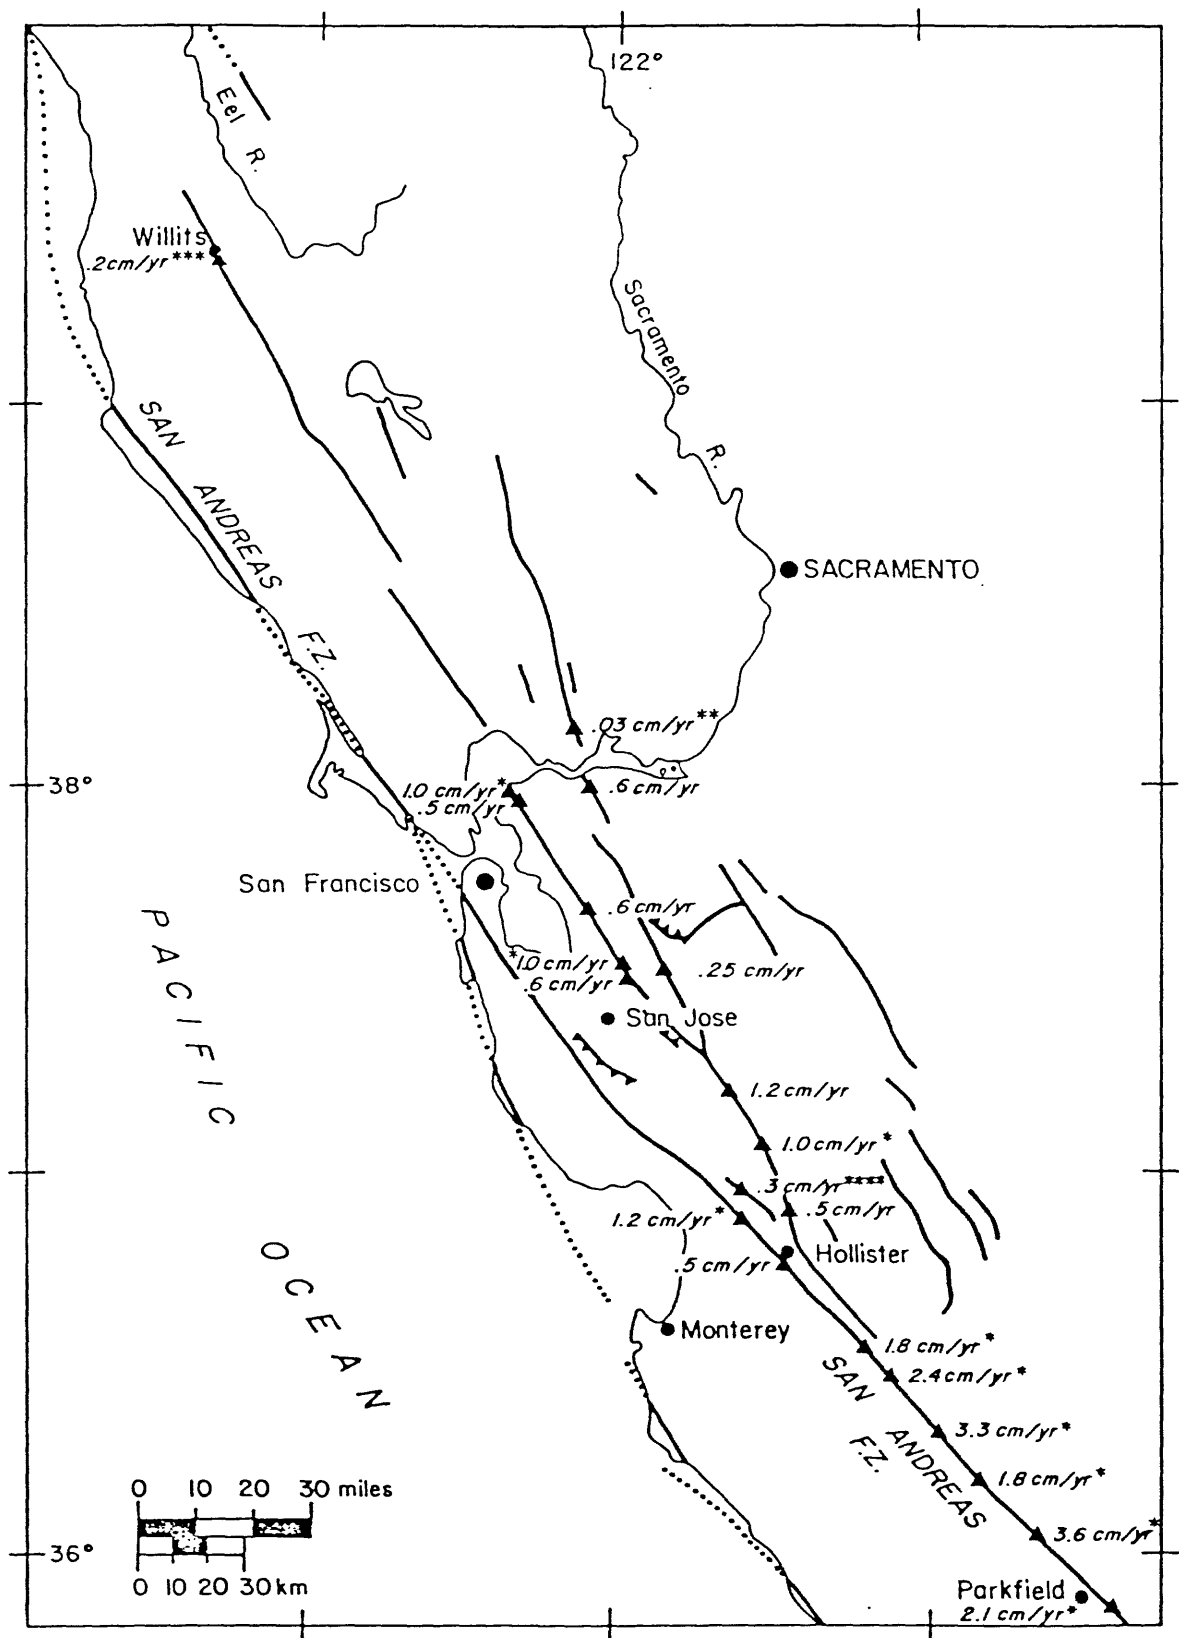 122°
Eel R.
Willits
.2cm/yr***
Sacramento R.
SAN ANDREAS F.Z.
SACRAMENTO
.03 cm/yr**
38°
1.0 cm/yr*
.5 cm/yr
.6 cm/yr
San Francisco
.6 cm/yr
*1.0 cm/yr
.6 cm/yr
.25 cm/yr
San Jose
PACIFIC OCEAN
1.2 cm/yr
1.0 cm/yr*
.3 cm/yr****
1.2 cm/yr*
.5 cm/yr
Hollister
.5 cm/yr
Monterey
1.8 cm/yr*
2.4 cm/yr*
SAN ANDREAS
F.Z.
3.3 cm/yr*
1.8 cm/yr*
3.6 cm/yr*
0 10 20 30 miles
36°
0 10 20 30 km
Parkfield
2.1 cm/yr*